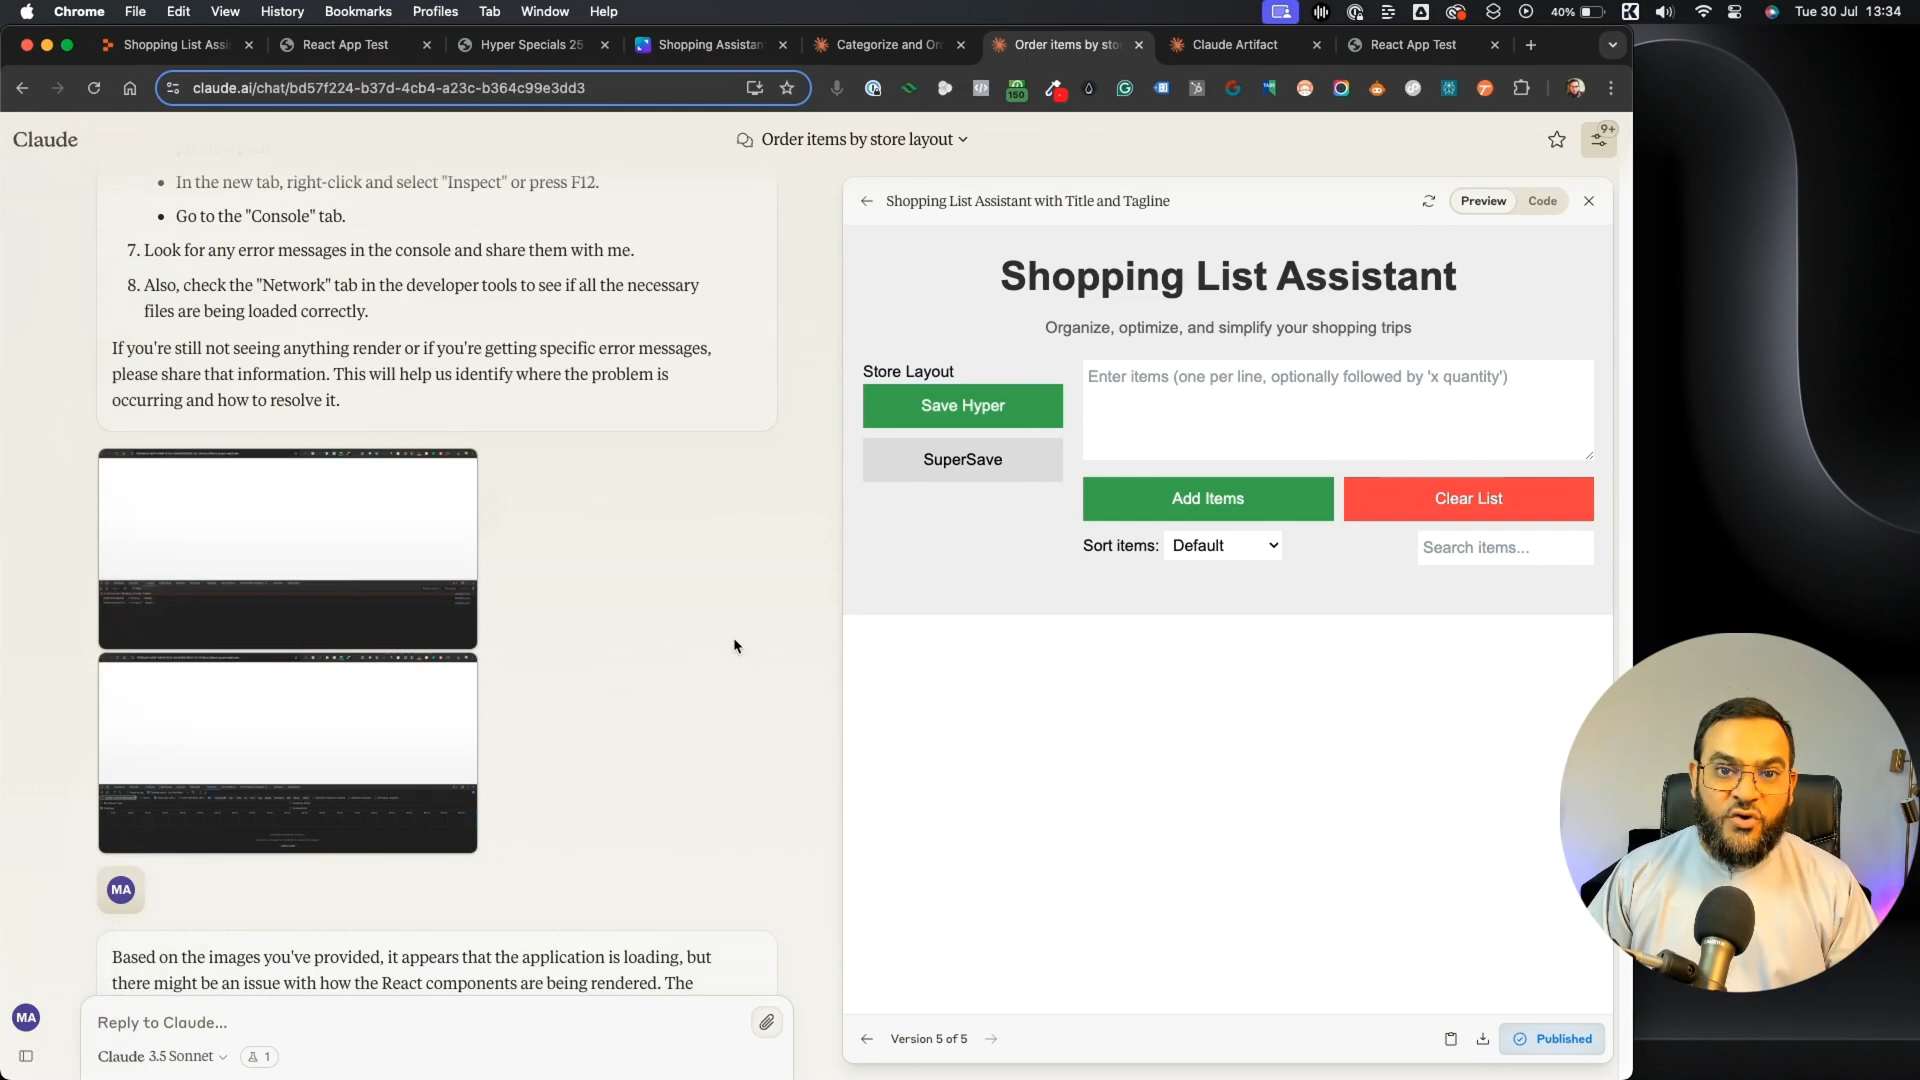 Chrome File Edit View History Bookmarks Profiles Tab Window Help 40% Tue 30 Jul 13:34
Shopping List Assi React App Test Hyper Specials 25 Shopping Assistan Categorize and Or Order items by sto Claude Artifact React App Test
claude.ai/chat/bd57f224-b37d-4cb4-a23c-b364c99e3dd3 150
Claude
Order items by store layout
9+
• In the new tab, right-click and select "Inspect" or press F12.
• Go to the "Console" tab.
7. Look for any error messages in the console and share them with me.
8. Also, check the "Network" tab in the developer tools to see if all the necessary
files are being loaded correctly.
If you're still not seeing anything render or if you're getting specific error messages,
please share that information. This will help us identify where the problem is
occurring and how to resolve it.
MA
Based on the images you've provided, it appears that the application is loading, but
there might be an issue with how the React components are being rendered. The
MA
Reply to Claude...
Claude 3.5 Sonnet 1
Shopping List Assistant with Title and Tagline
Preview Code
Shopping List Assistant
Organize, optimize, and simplify your shopping trips
Store Layout
Save Hyper
SuperSave
Enter items (one per line, optionally followed by 'x quantity')
Add Items Clear List
Sort items: Default Search items...
Version 5 of 5
Published